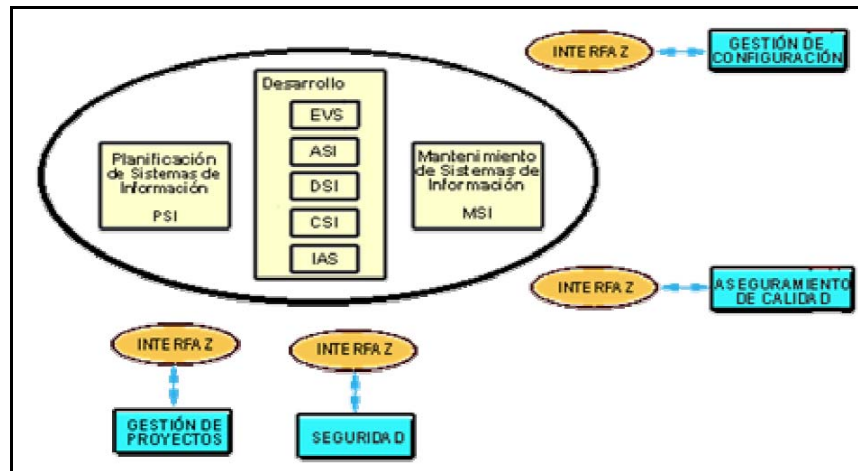 INTERFAZ
GESTIÓN DE
CONFIGURACIÓN
Desarrollo
EVS
ASI
DSI
CSI
IAS
Planificación
de Sistemas de
Información
PSI
Mantenimiento
de Sistemas de
Información
MSI
INTERFAZ
ASEGURAMIENTO
DE CALIDAD
INTERFAZ
INTERFAZ
GESTIÓN DE
PROYECTOS
SEGURIDAD